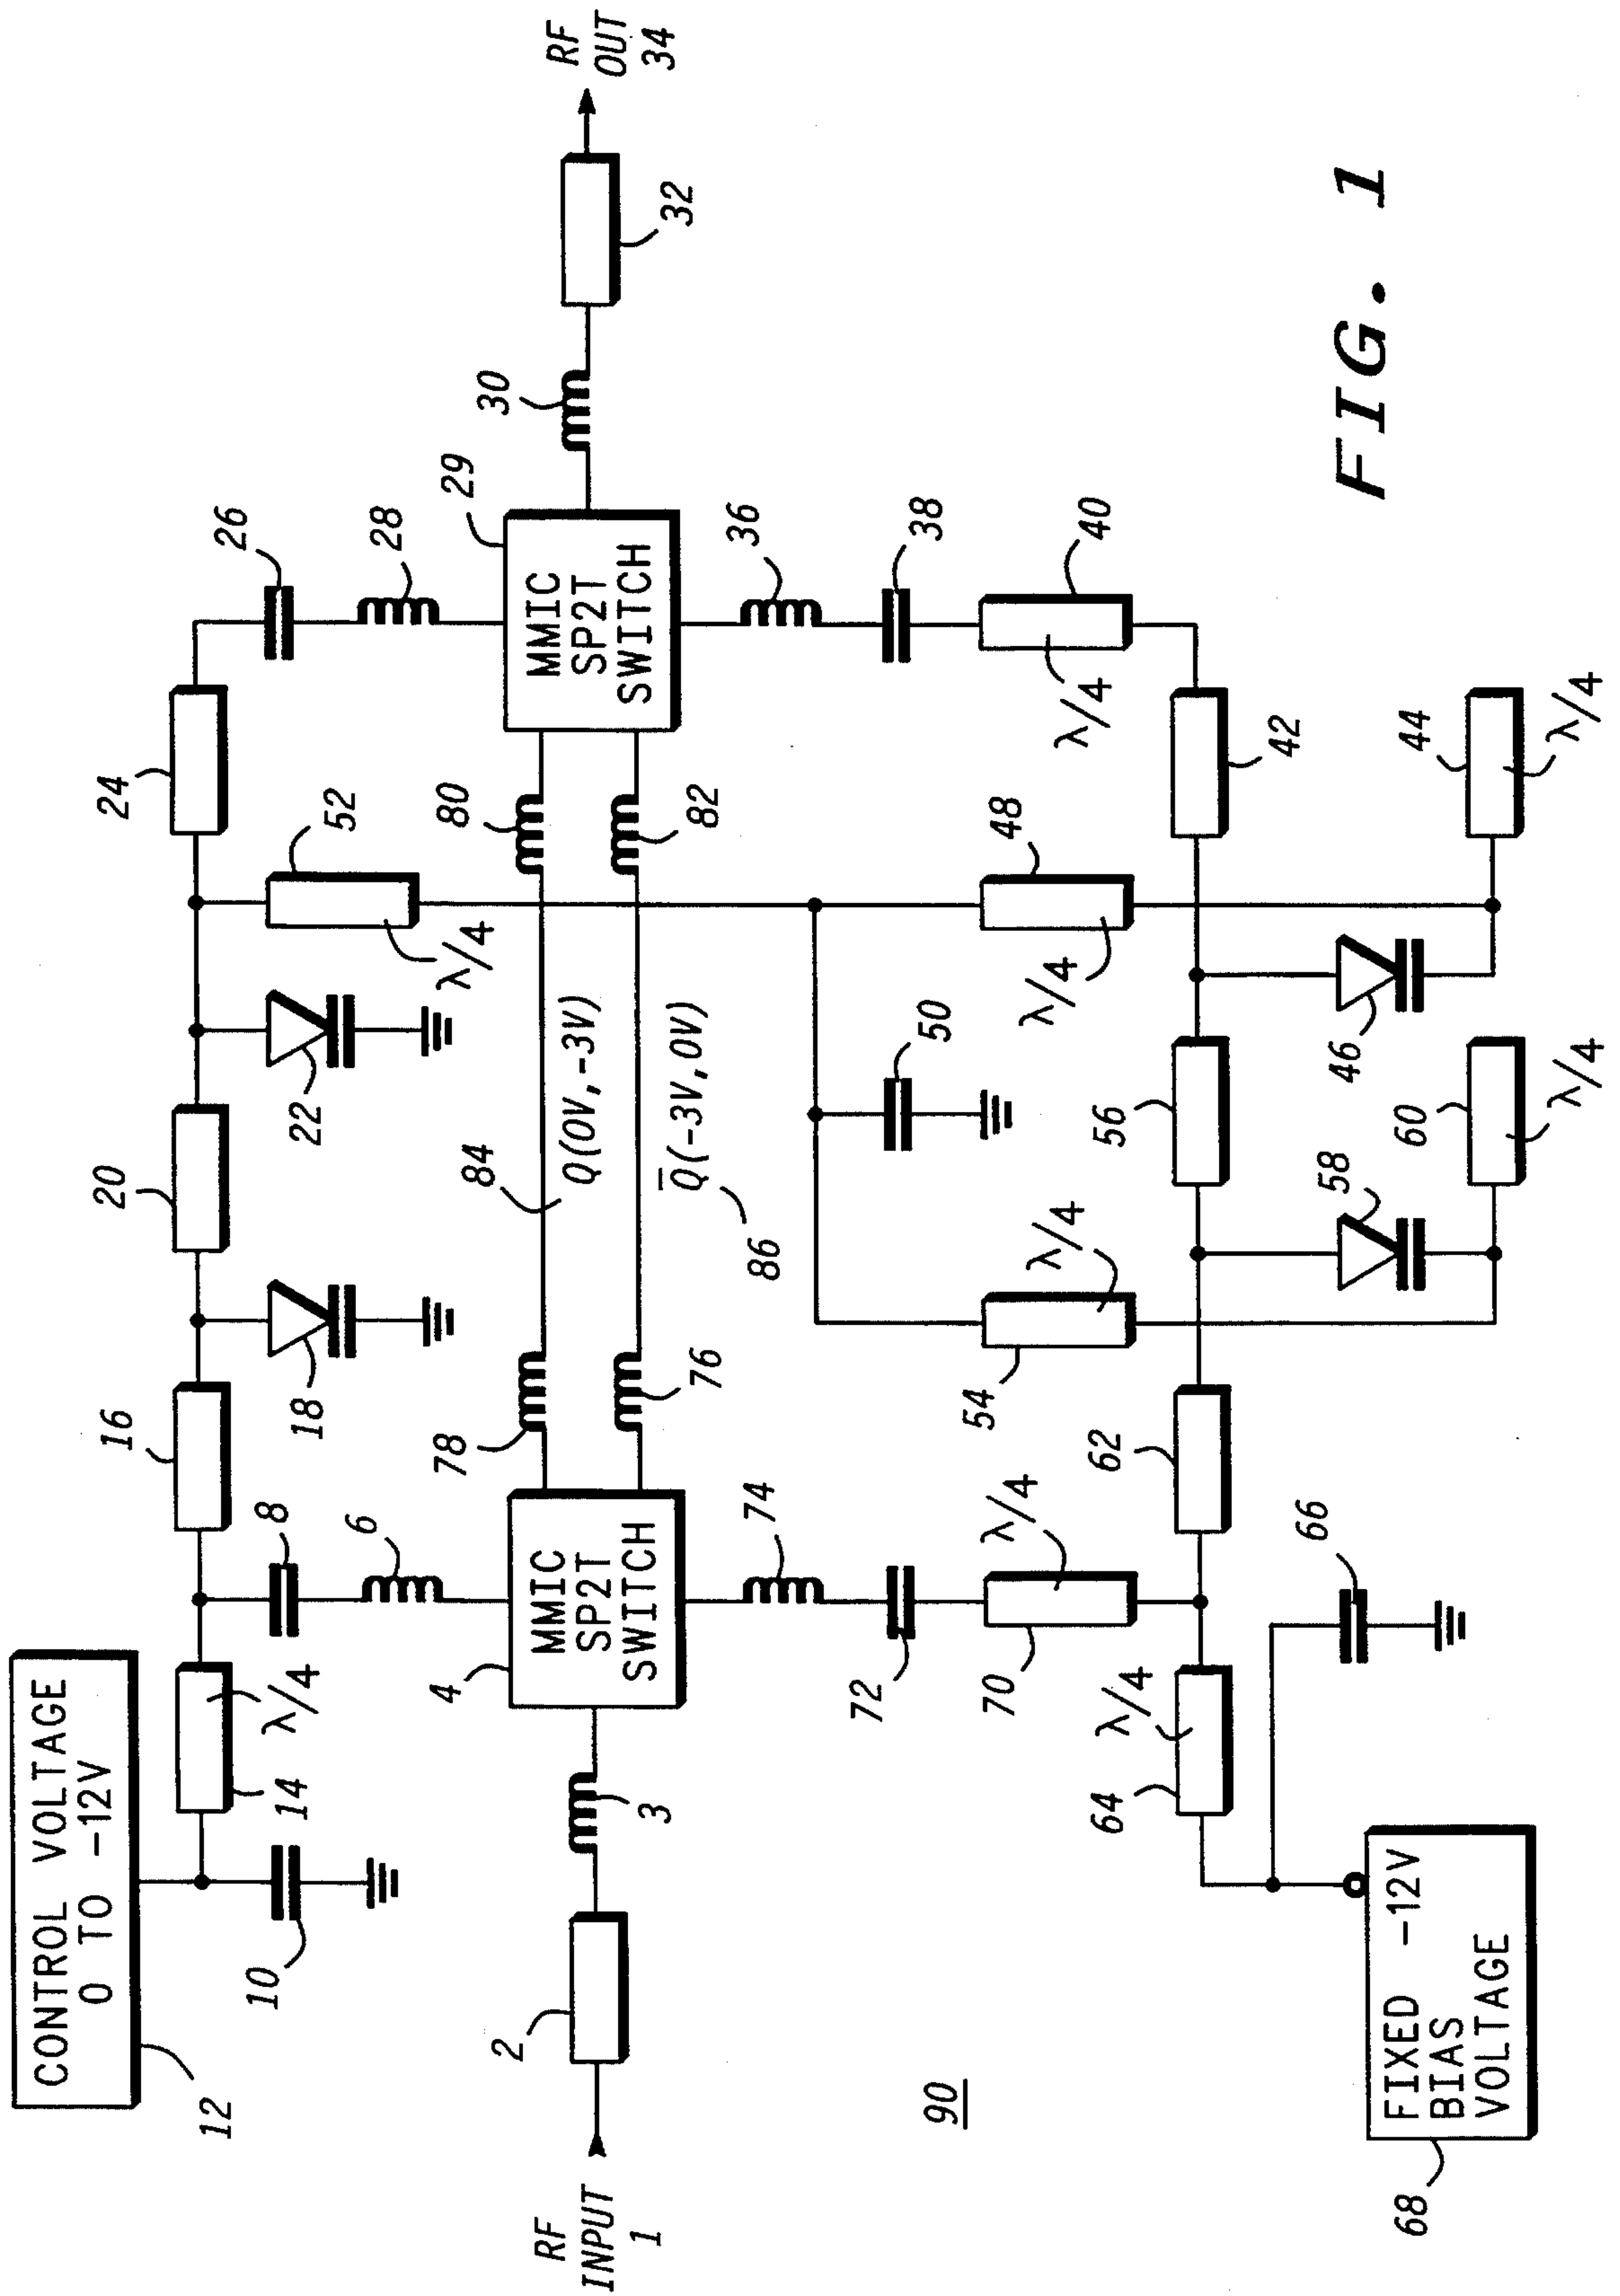 CONTROL VOLTAGE
0 TO -12V
12
10
14
λ/4
8
6
16
18
20
22
24
52
λ/4
26
28
RF
INPUT
1
2
3
4
MMIC
SP2T
SWITCH
78
76
84
Q(0V,-3V)
Q̅(-3V,0V)
86
80
82
29
MMIC
SP2T
SWITCH
30
32
RF
OUT
34
74
72
70
λ/4
54
λ/4
50
48
λ/4
36
38
40
λ/4
90
64
λ/4
62
56
42
66
58
60
λ/4
46
44
λ/4
68
FIXED -12V
BIAS
VOLTAGE
FIG. 1